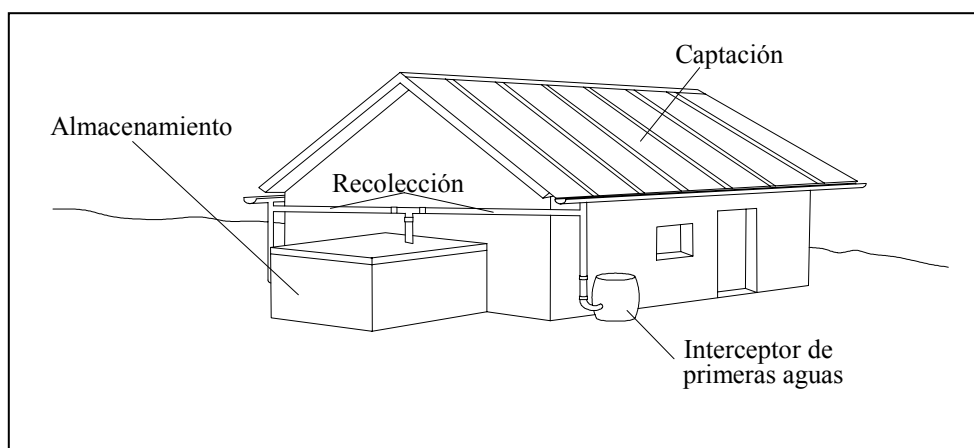 Captación
Almacenamiento
Recolección
Interceptor de
primeras aguas